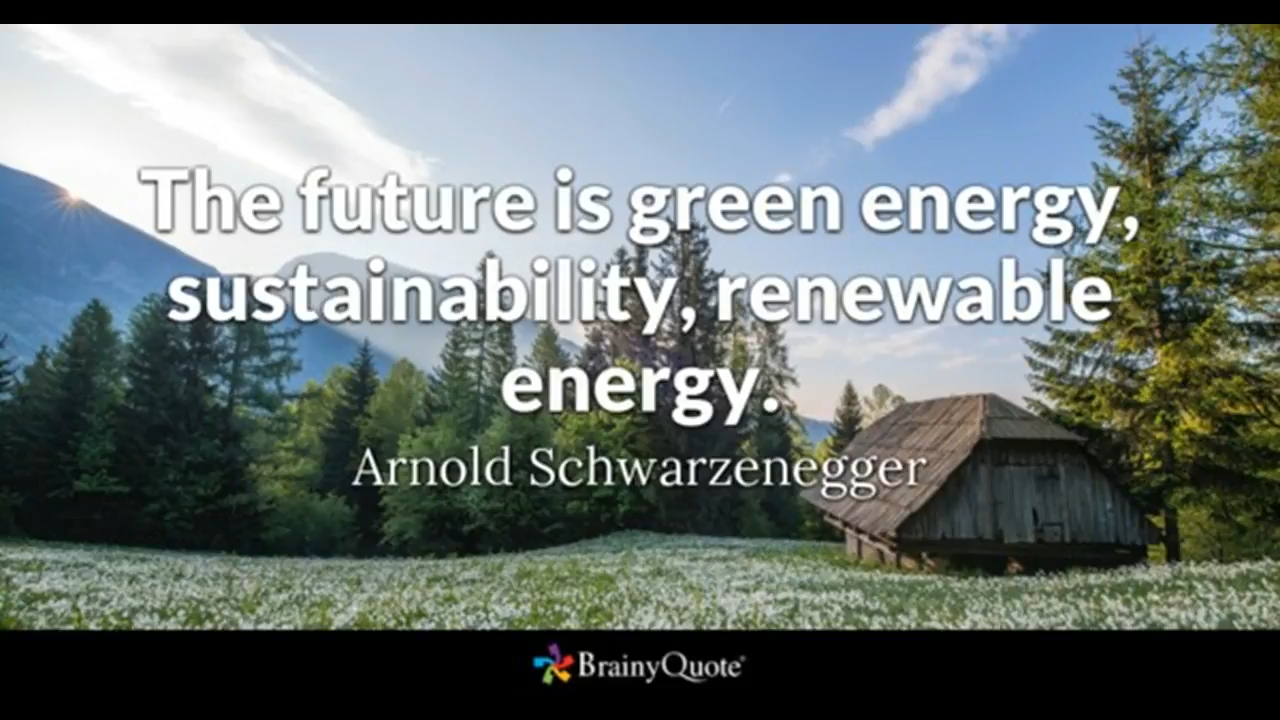 The future is green energy,
sustainability, renewable
energy.
Arnold Schwarzenegger
BrainyQuote®